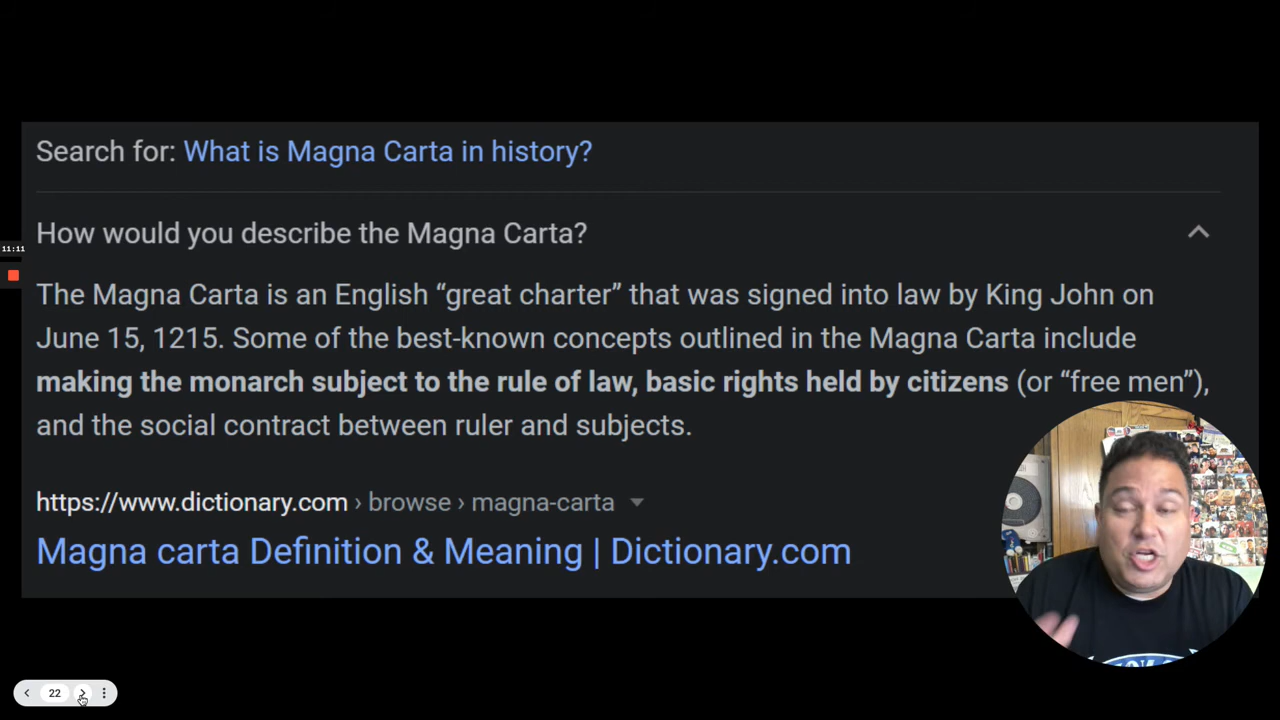 Search for: What is Magna Carta in history?
How would you describe the Magna Carta?
11:11
The Magna Carta is an English “great charter” that was signed into law by King John on
June 15, 1215. Some of the best-known concepts outlined in the Magna Carta include
making the monarch subject to the rule of law, basic rights held by citizens (or “free men”),
and the social contract between ruler and subjects.
https://www.dictionary.com › browse › magna-carta
Magna carta Definition & Meaning | Dictionary.com
22